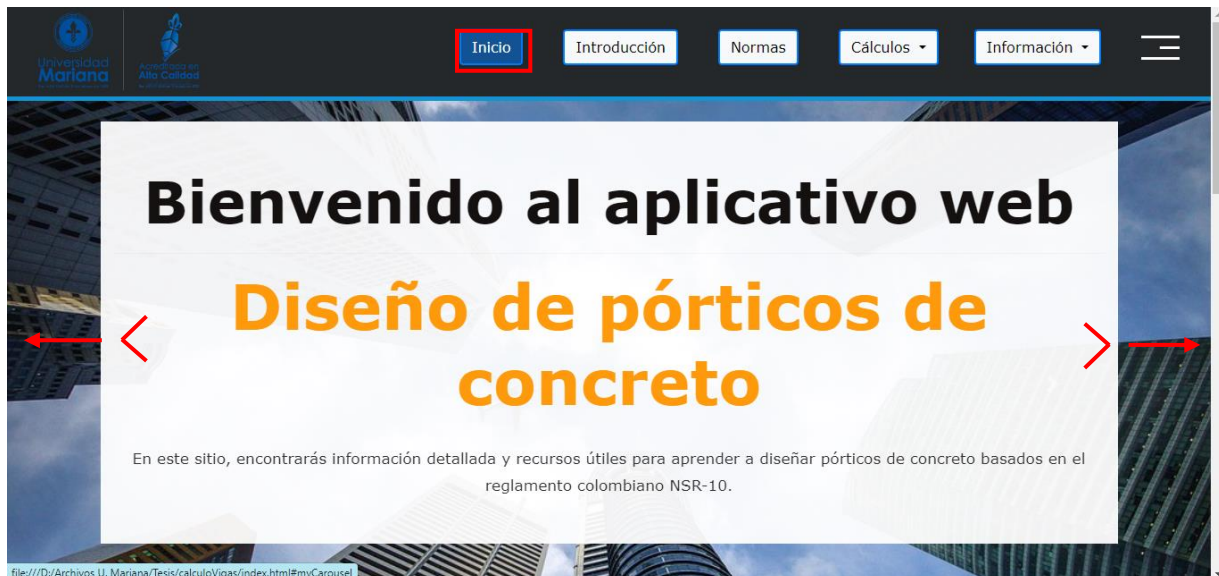 Universidad
Mariana
Acreditada en
Alta Calidad
Inicio
Introducción
Normas
Cálculos
Información
Bienvenido al aplicativo web
Diseño de pórticos de
concreto
En este sitio, encontrarás información detallada y recursos útiles para aprender a diseñar pórticos de concreto basados en el
reglamento colombiano NSR-10.
file:///D:/Archivos U. Mariana/Tesis/calculoVigas/index.html#myCarousel